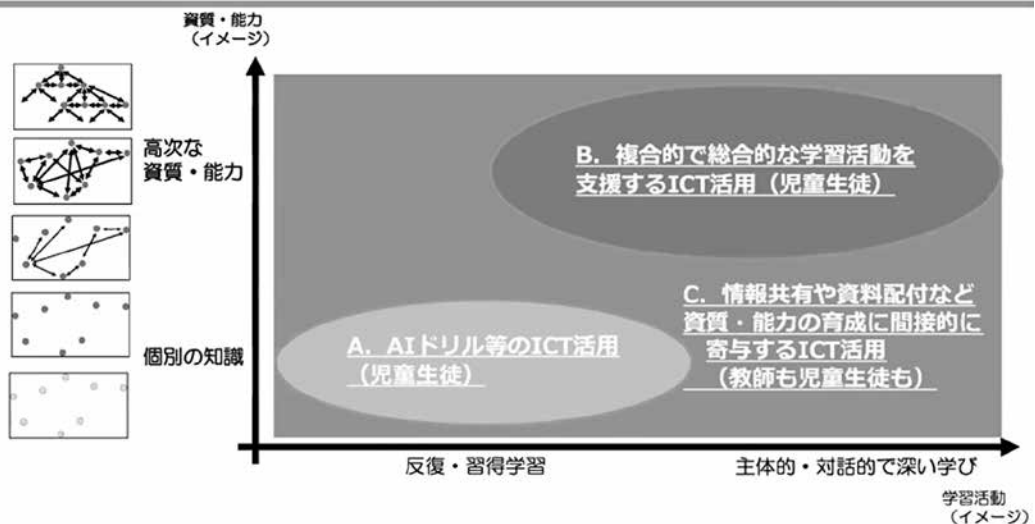 資質・能力
（イメージ）
高次な
資質・能力
個別の知識
B．複合的で総合的な学習活動を
支援するICT活用（児童生徒）
C．情報共有や資料配付など
資質・能力の育成に間接的に
寄与するICT活用
（教師も児童生徒も）
A．AIドリル等のICT活用
（児童生徒）
反復・習得学習
主体的・対話的で深い学び
学習活動
（イメージ）